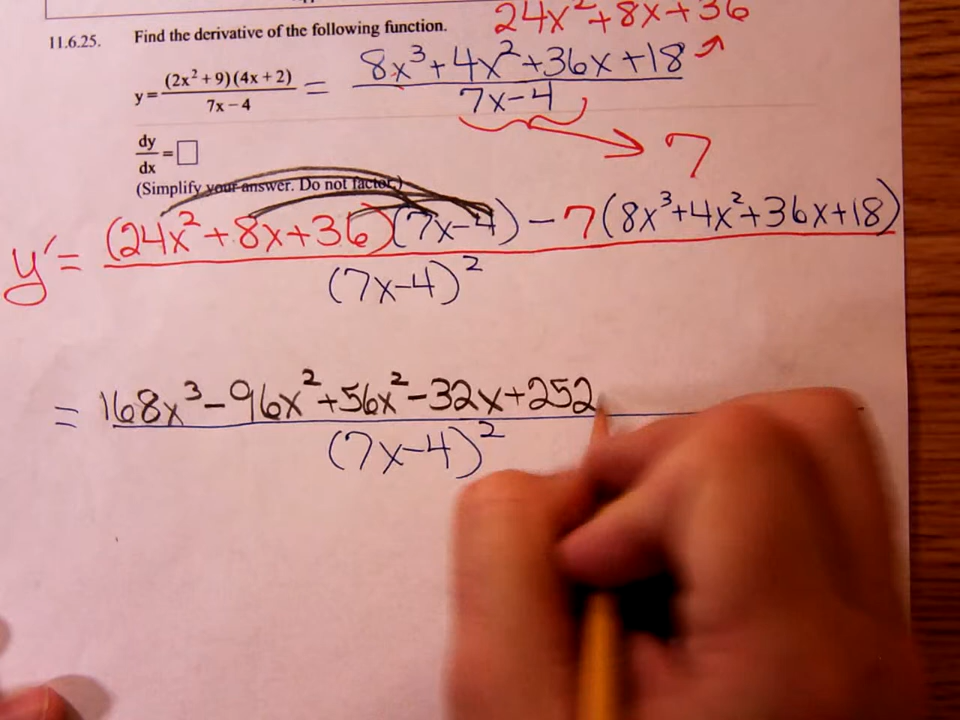 24x²+8x+36
11.6.25. Find the derivative of the following function.
y = (2x² + 9)(4x + 2) / 7x − 4 = 8x³+4x²+36x+18 / 7x−4
7
dy/dx = □
(Simplify your answer. Do not factor.)
y′ = (24x²+8x+36)(7x−4) − 7(8x³+4x²+36x+18) / (7x−4)²
= 168x³−96x²+56x²−32x+252 / (7x−4)²